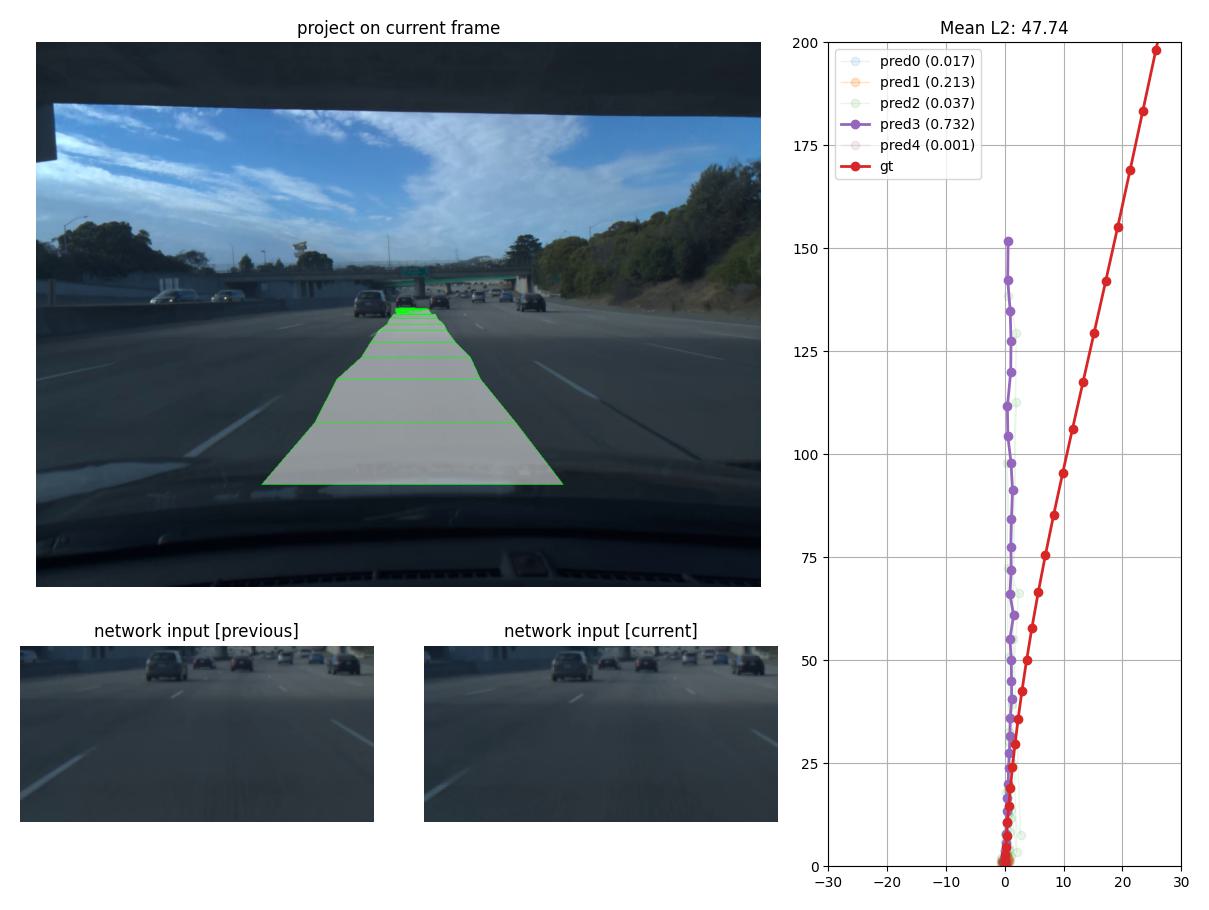 project on current frame
Mean L2: 47.74
pred0 (0.017)
pred1 (0.213)
pred2 (0.037)
pred3 (0.732)
pred4 (0.001)
gt
200
175
150
125
100
75
50
25
0
−30
−20
−10
0
10
20
30
network input [previous]
network input [current]